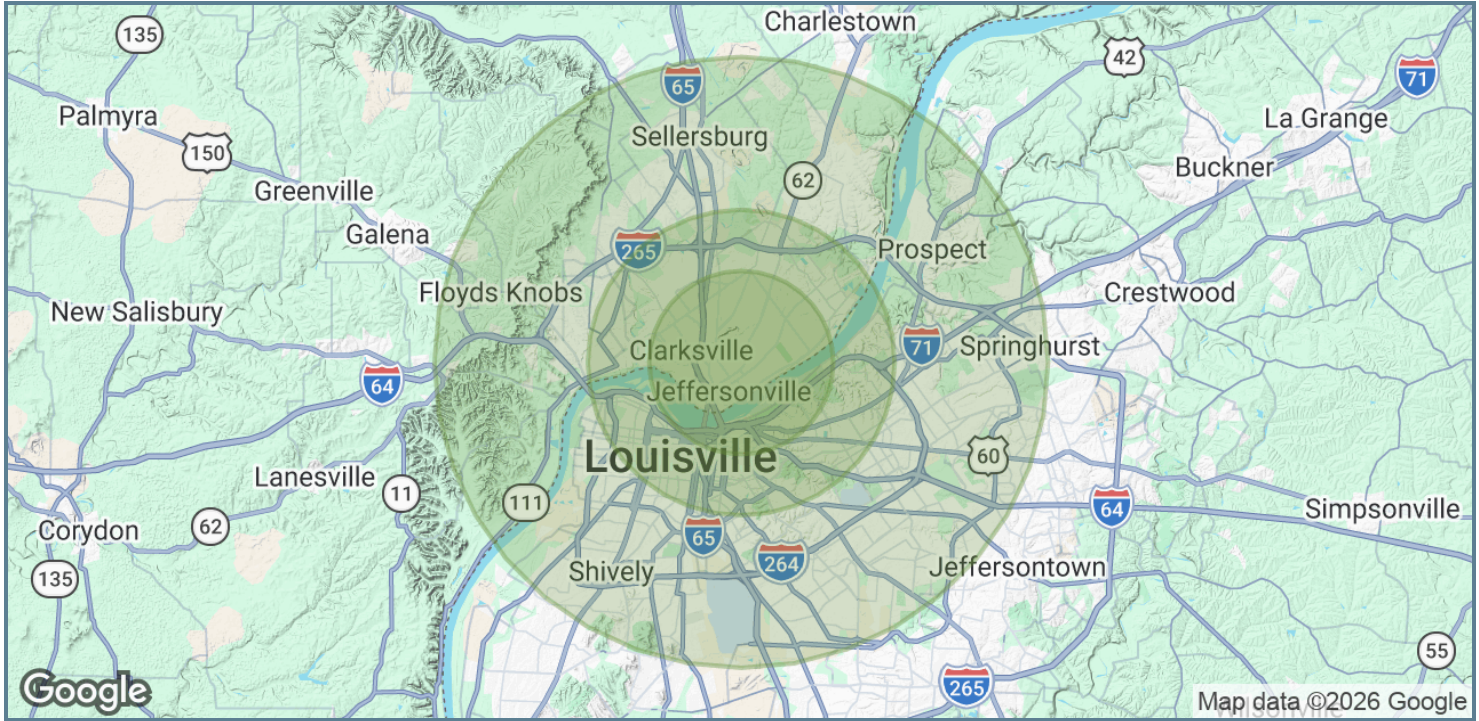 Charlestown
135
42
65
71
Palmyra
La Grange
Sellersburg
150
Buckner
62
Greenville
Galena
265
Prospect
Floyds Knobs
Crestwood
New Salisbury
71
Springhurst
Clarksville
64
Jeffersonville
Louisville
60
Lanesville
11
111
64
Simpsonville
62
Corydon
65
264
Shively
Jeffersontown
135
55
265
Google
Map data ©2026 Google